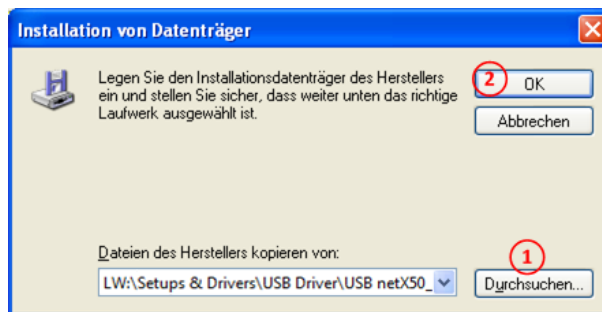 Installation von Datenträger
Legen Sie den Installationsdatenträger des Herstellers
ein und stellen Sie sicher, dass weiter unten das richtige
Laufwerk ausgewählt ist.
2
OK
Abbrechen
Dateien des Herstellers kopieren von:
1
LW:\Setups & Drivers\USB Driver\USB netX50_
Durchsuchen...